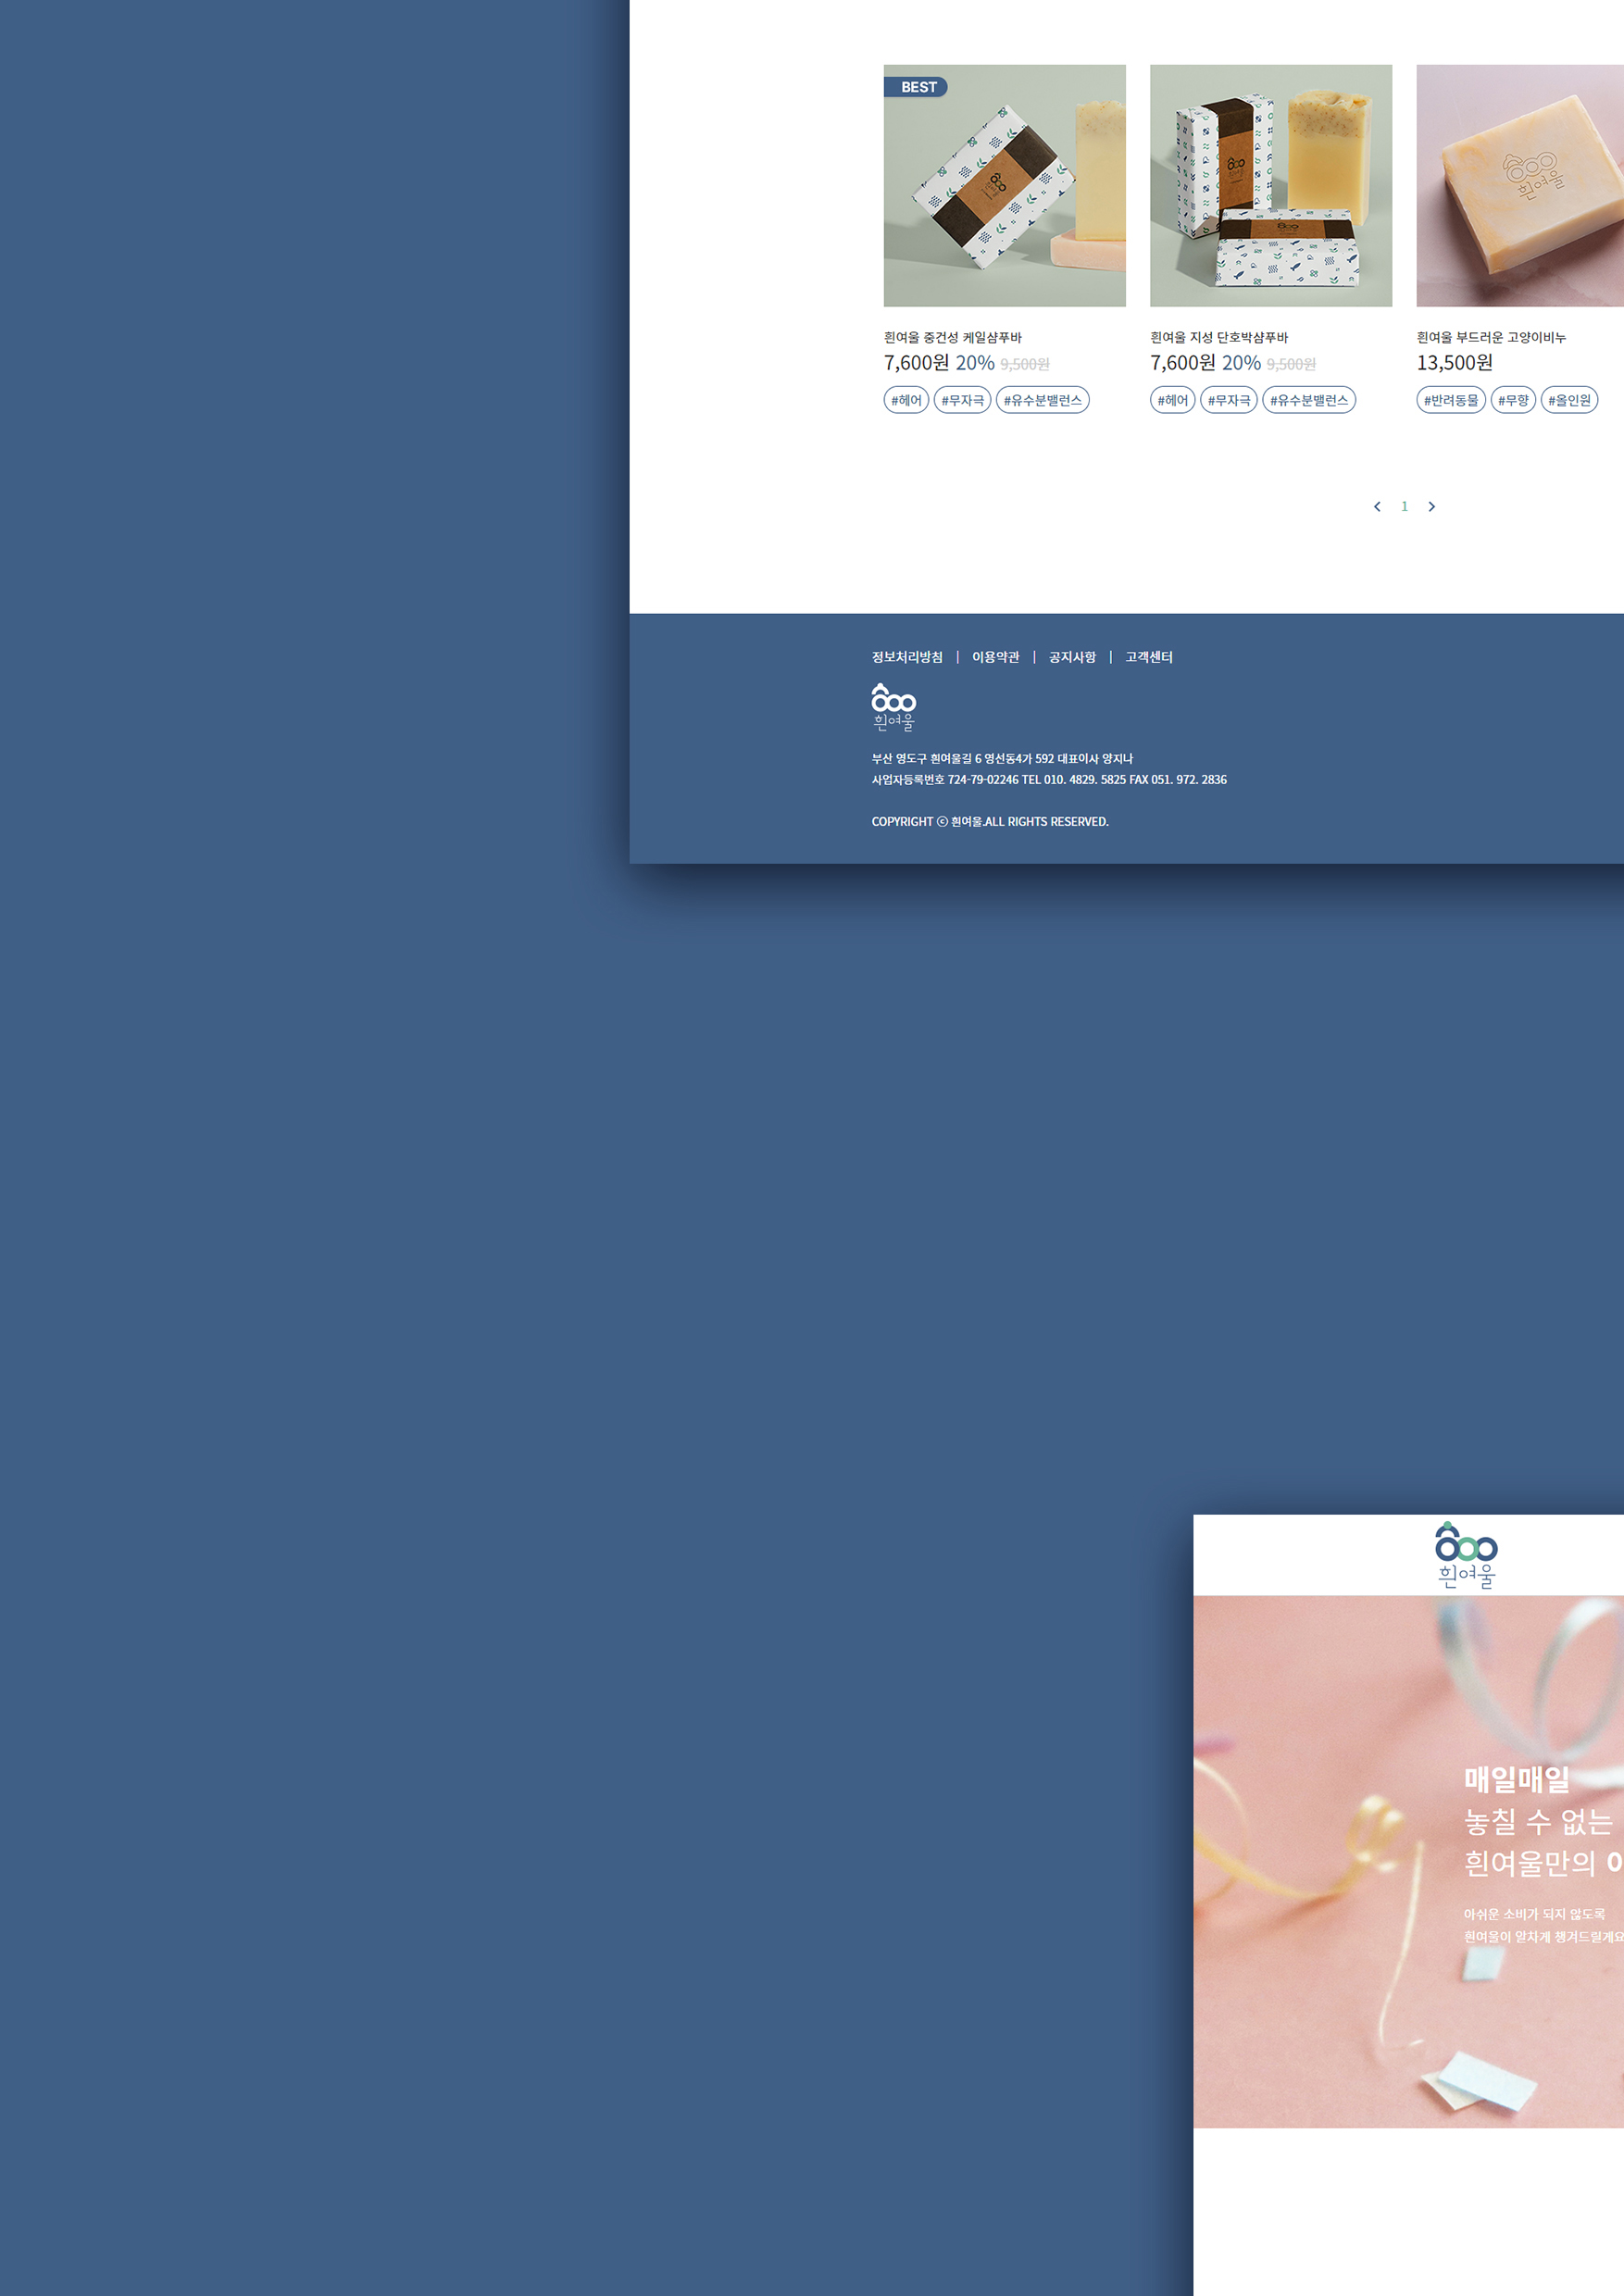 BEST
흰여울
흰여울 중건성 케일샴푸바
7,600원 20% 9,500원
#헤어 #무자극 #유수분밸런스
흰여울 지성 단호박샴푸바
7,600원 20% 9,500원
#헤어 #무자극 #유수분밸런스
흰여울 부드러운 고양이비누
13,500원
#반려동물 #무향 #올인원
1
정보처리방침 | 이용약관 | 공지사항 | 고객센터
흰여울
부산 영도구 흰여울길 6 영선동4가 592 대표이사 양지나
사업자등록번호 724-79-02246 TEL 010. 4829. 5825 FAX 051. 972. 2836
COPYRIGHT ⓒ 흰여울.ALL RIGHTS RESERVED.
흰여울
매일매일
놓칠 수 없는
흰여울만의
아쉬운 소비가 되지 않도록
흰여울이 알차게 챙겨드릴게요